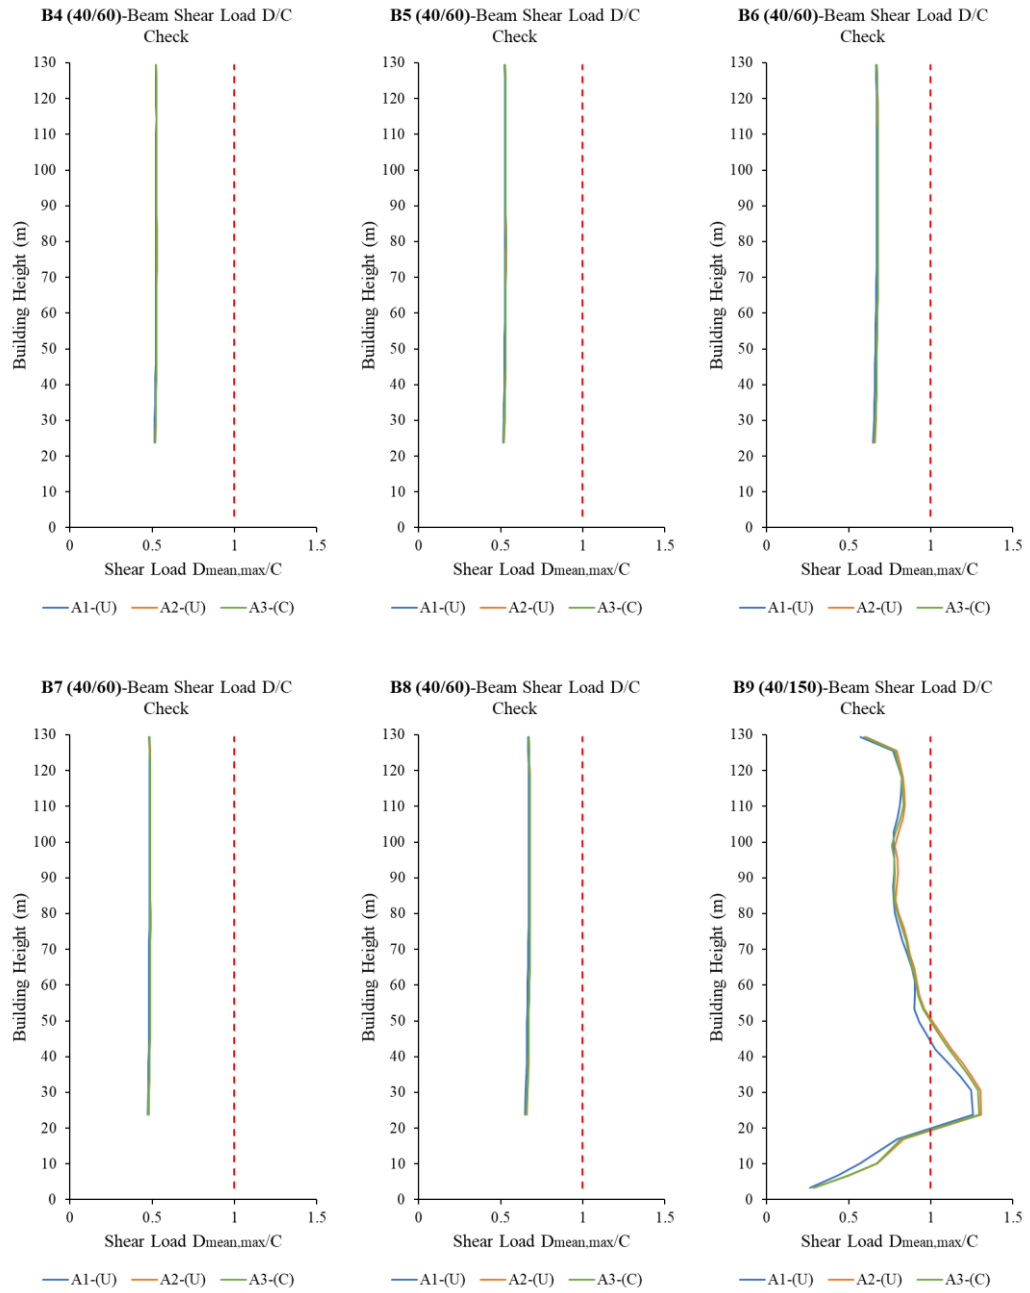 B4 (40/60)-Beam Shear Load D/C
Check
130
120
110
100
90
80
70
60
50
40
30
20
10
0
Building Height (m)
0 0.5 1 1.5
Shear Load Dmean,max/C
A1-(U) A2-(U) A3-(C)
B5 (40/60)-Beam Shear Load D/C
Check
130
120
110
100
90
80
70
60
50
40
30
20
10
0
Building Height (m)
0 0.5 1 1.5
Shear Load Dmean,max/C
A1-(U) A2-(U) A3-(C)
B6 (40/60)-Beam Shear Load D/C
Check
130
120
110
100
90
80
70
60
50
40
30
20
10
0
Building Height (m)
0 0.5 1 1.5
Shear Load Dmean,max/C
A1-(U) A2-(U) A3-(C)
B7 (40/60)-Beam Shear Load D/C
Check
130
120
110
100
90
80
70
60
50
40
30
20
10
0
Building Height (m)
0 0.5 1 1.5
Shear Load Dmean,max/C
A1-(U) A2-(U) A3-(C)
B8 (40/60)-Beam Shear Load D/C
Check
130
120
110
100
90
80
70
60
50
40
30
20
10
0
Building Height (m)
0 0.5 1 1.5
Shear Load Dmean,max/C
A1-(U) A2-(U) A3-(C)
B9 (40/150)-Beam Shear Load D/C
Check
130
120
110
100
90
80
70
60
50
40
30
20
10
0
Building Height (m)
0 0.5 1 1.5
Shear Load Dmean,max/C
A1-(U) A2-(U) A3-(C)